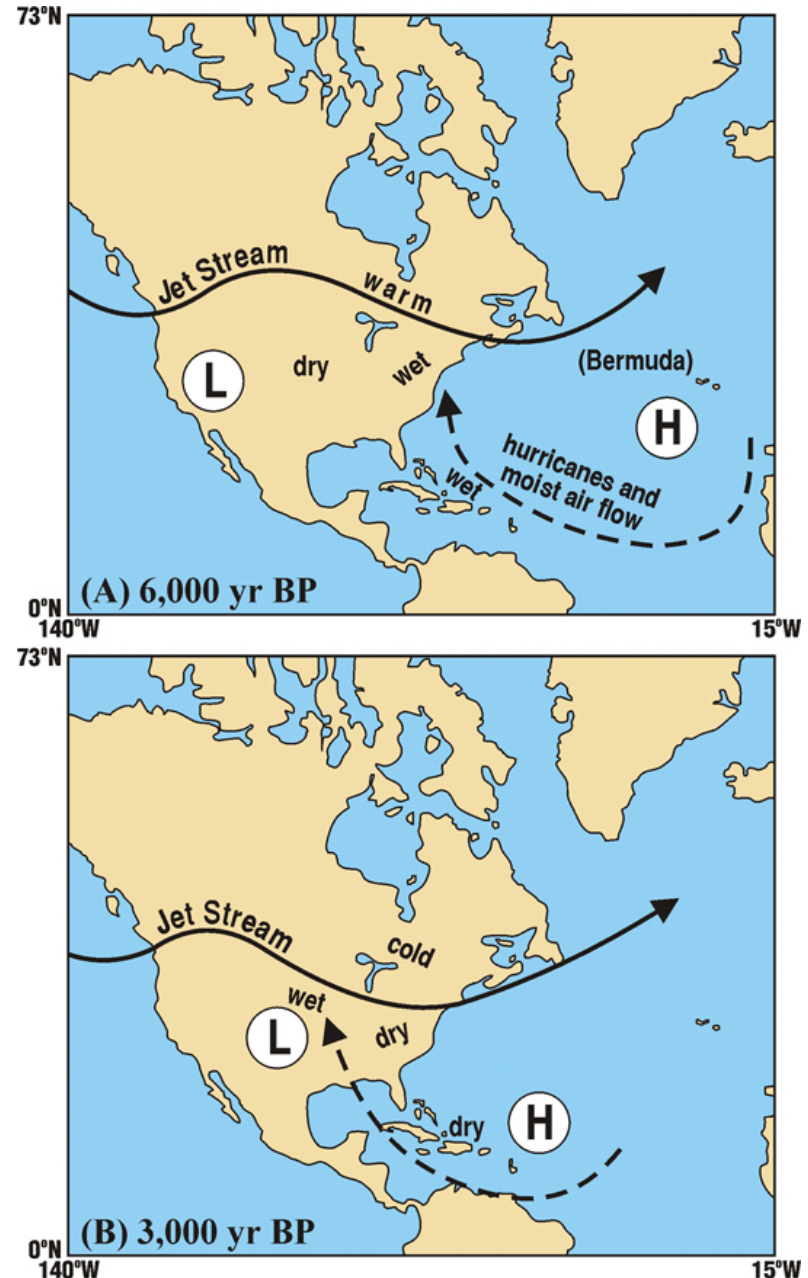 73°N
Jet Stream
warm
(Bermuda)
L
dry
wet
H
hurricanes and
moist air flow
wet
(A) 6,000 yr BP
0°N
140°W
15°W
73°N
Jet Stream
cold
wet
L
dry
dry
H
(B) 3,000 yr BP
0°N
140°W
15°W